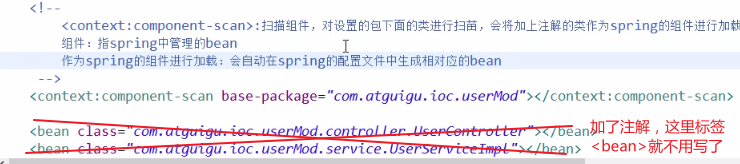 <!--
<context:component-scan>:扫描组件，对设置的包下面的类进行扫苗，会将加上注解的类作为spring的组件进行加载
组件：指spring中管理的bean
作为spring的组件进行加载：会自动在spring的配置文件中生成相对应的bean
-->
<context:component-scan base-package="com.atguigu.ioc.userMod"></context:component-scan>
<bean class="com.atguigu.ioc.userMod.controller.UserController"></bean>
<bean class="com.atguigu.ioc.userMod.service.UserServiceImpl"></bean>
加了注解，这里标签
<bean>就不用写了